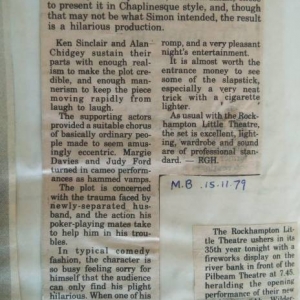 to present it in Chaplinesque style, and, though
that may not be what Simon intended, the result
is a hilarious production.
Ken Sinclair and Alan
Chidgey sustain their
parts with enough real-
ism to make the plot cre-
dible, and enough man-
nerism to keep the piece
moving rapidly from
laugh to laugh.
The supporting actors
provided a suitable chorus
of basically ordinary peo-
ple made to seem amus-
ingly eccentric. Margie
Davies and Judy Ford
turned in cameo perform-
ances as hammed vamps.
The plot is concerned
with the trauma faced by
newly-separated hus-
band, and the action his
poker-playing mates take
to help him in his trou-
bles.
In typical comedy
fashion, the character is
so busy feeling sorry for
himself that the audience
can only find his plight
hilarious. When one of his
romp, and a very pleasant
night's entertainment.
It is almost worth the
entrance money to see
some of the slapstick,
especially a very neat
trick with a cigarette
lighter.
As usual with the Rock-
hampton Little Theatre,
the set is excellent, light-
ing, wardrobe and sound
are of professional stan-
dard. — RGH.
M.B. 15-11-79
The Rockhampton Lit-
tle Theatre ushers in its
35th year tonight with a
fireworks display on the
river bank in front of the
Pilbeam Theatre at 7.45,
heralding the opening
performance of their new